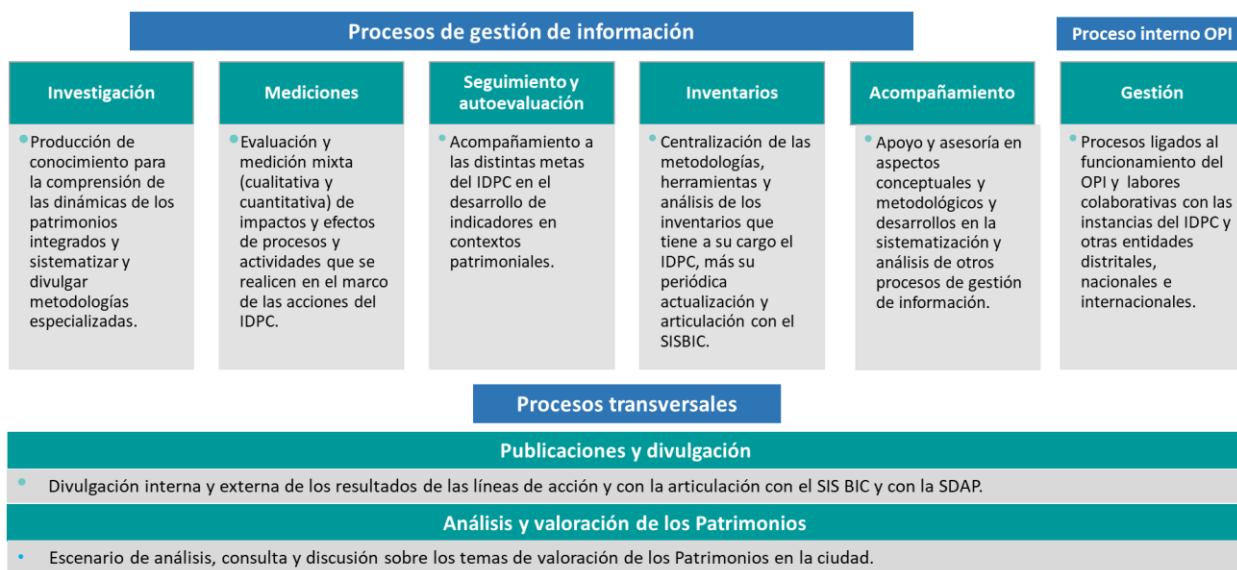 Procesos de gestión de información
Proceso interno OPI
Investigación
Producción de
conocimiento para
la comprensión de
las dinámicas de los
patrimonios
integrados y
sistematizar y
divulgar
metodologías
especializadas.
Mediciones
Evaluación y
medición mixta
(cualitativa y
cuantitativa) de
impactos y efectos
de procesos y
actividades que se
realicen en el marco
de las acciones del
IDPC.
Seguimiento y
autoevaluación
Acompañamiento a
las distintas metas
del IDPC en el
desarrollo de
indicadores en
contextos
patrimoniales.
Inventarios
Centralización de las
metodologías,
herramientas y
análisis de los
inventarios que
tiene a su cargo el
IDPC, más su
periódica
actualización y
articulación con el
SISBIC.
Acompañamiento
Apoyo y asesoría en
aspectos
conceptuales y
metodológicos y
desarrollos en la
sistematización y
análisis de otros
procesos de gestión
de información.
Gestión
Procesos ligados al
funcionamiento del
OPI y labores
colaborativas con las
instancias del IDPC y
otras entidades
distritales,
nacionales e
internacionales.
Procesos transversales
Publicaciones y divulgación
Divulgación interna y externa de los resultados de las líneas de acción y con la articulación con el SIS BIC y con la SDAP.
Análisis y valoración de los Patrimonios
Escenario de análisis, consulta y discusión sobre los temas de valoración de los Patrimonios en la ciudad.